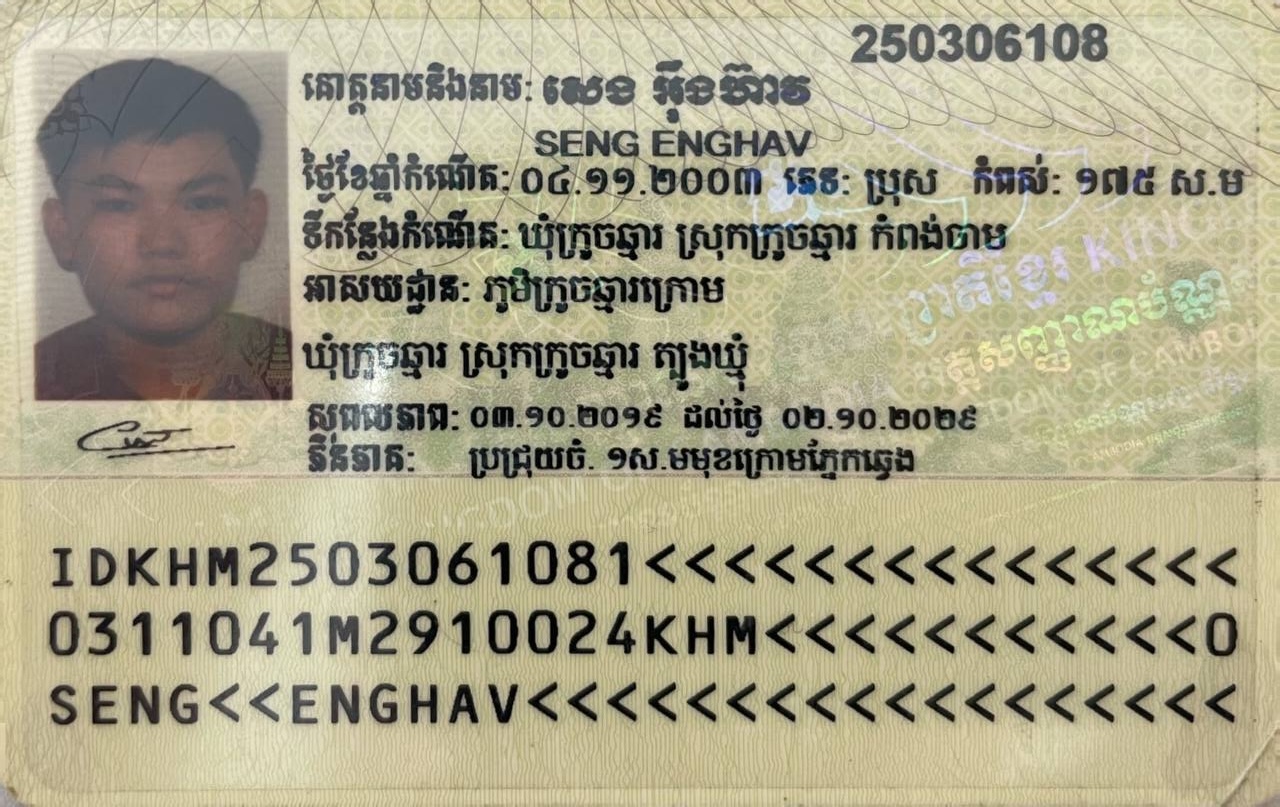 250306108
គោត្តនាមនិងនាម: សេង អ៊ីងហ៊ាវ
SENG ENGHAV
ថ្ងៃខែឆ្នាំកំណើត: ០៤.១១.២០០៣ ភេទ: ប្រុស កំពស់: ១៧៥ ស.ម
ទីកន្លែងកំណើត: ឃុំក្រូចឆ្មារ ស្រុកក្រូចឆ្មារ កំពង់ចាម
អាសយដ្ឋាន: ភូមិក្រូចឆ្មារក្រោម
ឃុំក្រូចឆ្មារ ស្រុកក្រូចឆ្មារ ត្បូងឃ្មុំ
សុពលភាព: ០៣.១០.២០១៩ ដល់ថ្ងៃ ០២.១០.២០២៩
ភិនភាគ: ប្រជ្រុយចំ. ១ស.មមុខក្រោមភ្នែកឆ្វេង
IDKHM2503061081<<<<<<<<<<<<<<<
0311041M2910024KHM<<<<<<<<<<<0
SENG<<ENGHAV<<<<<<<<<<<<<<<<<<